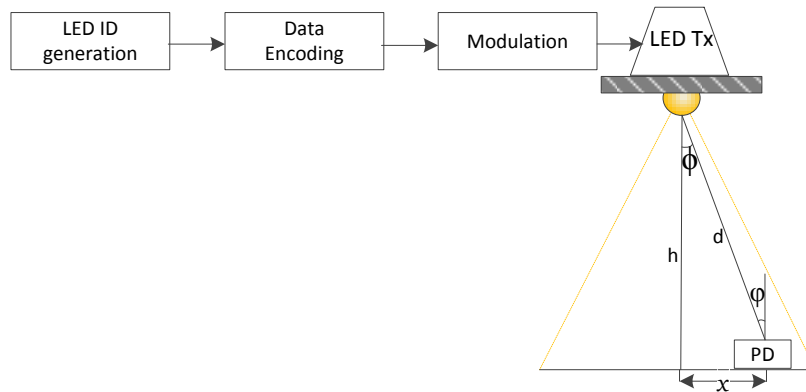 LED ID
generation
Data
Encoding
Modulation
LED Tx
ϕ
d
h
φ
PD
x